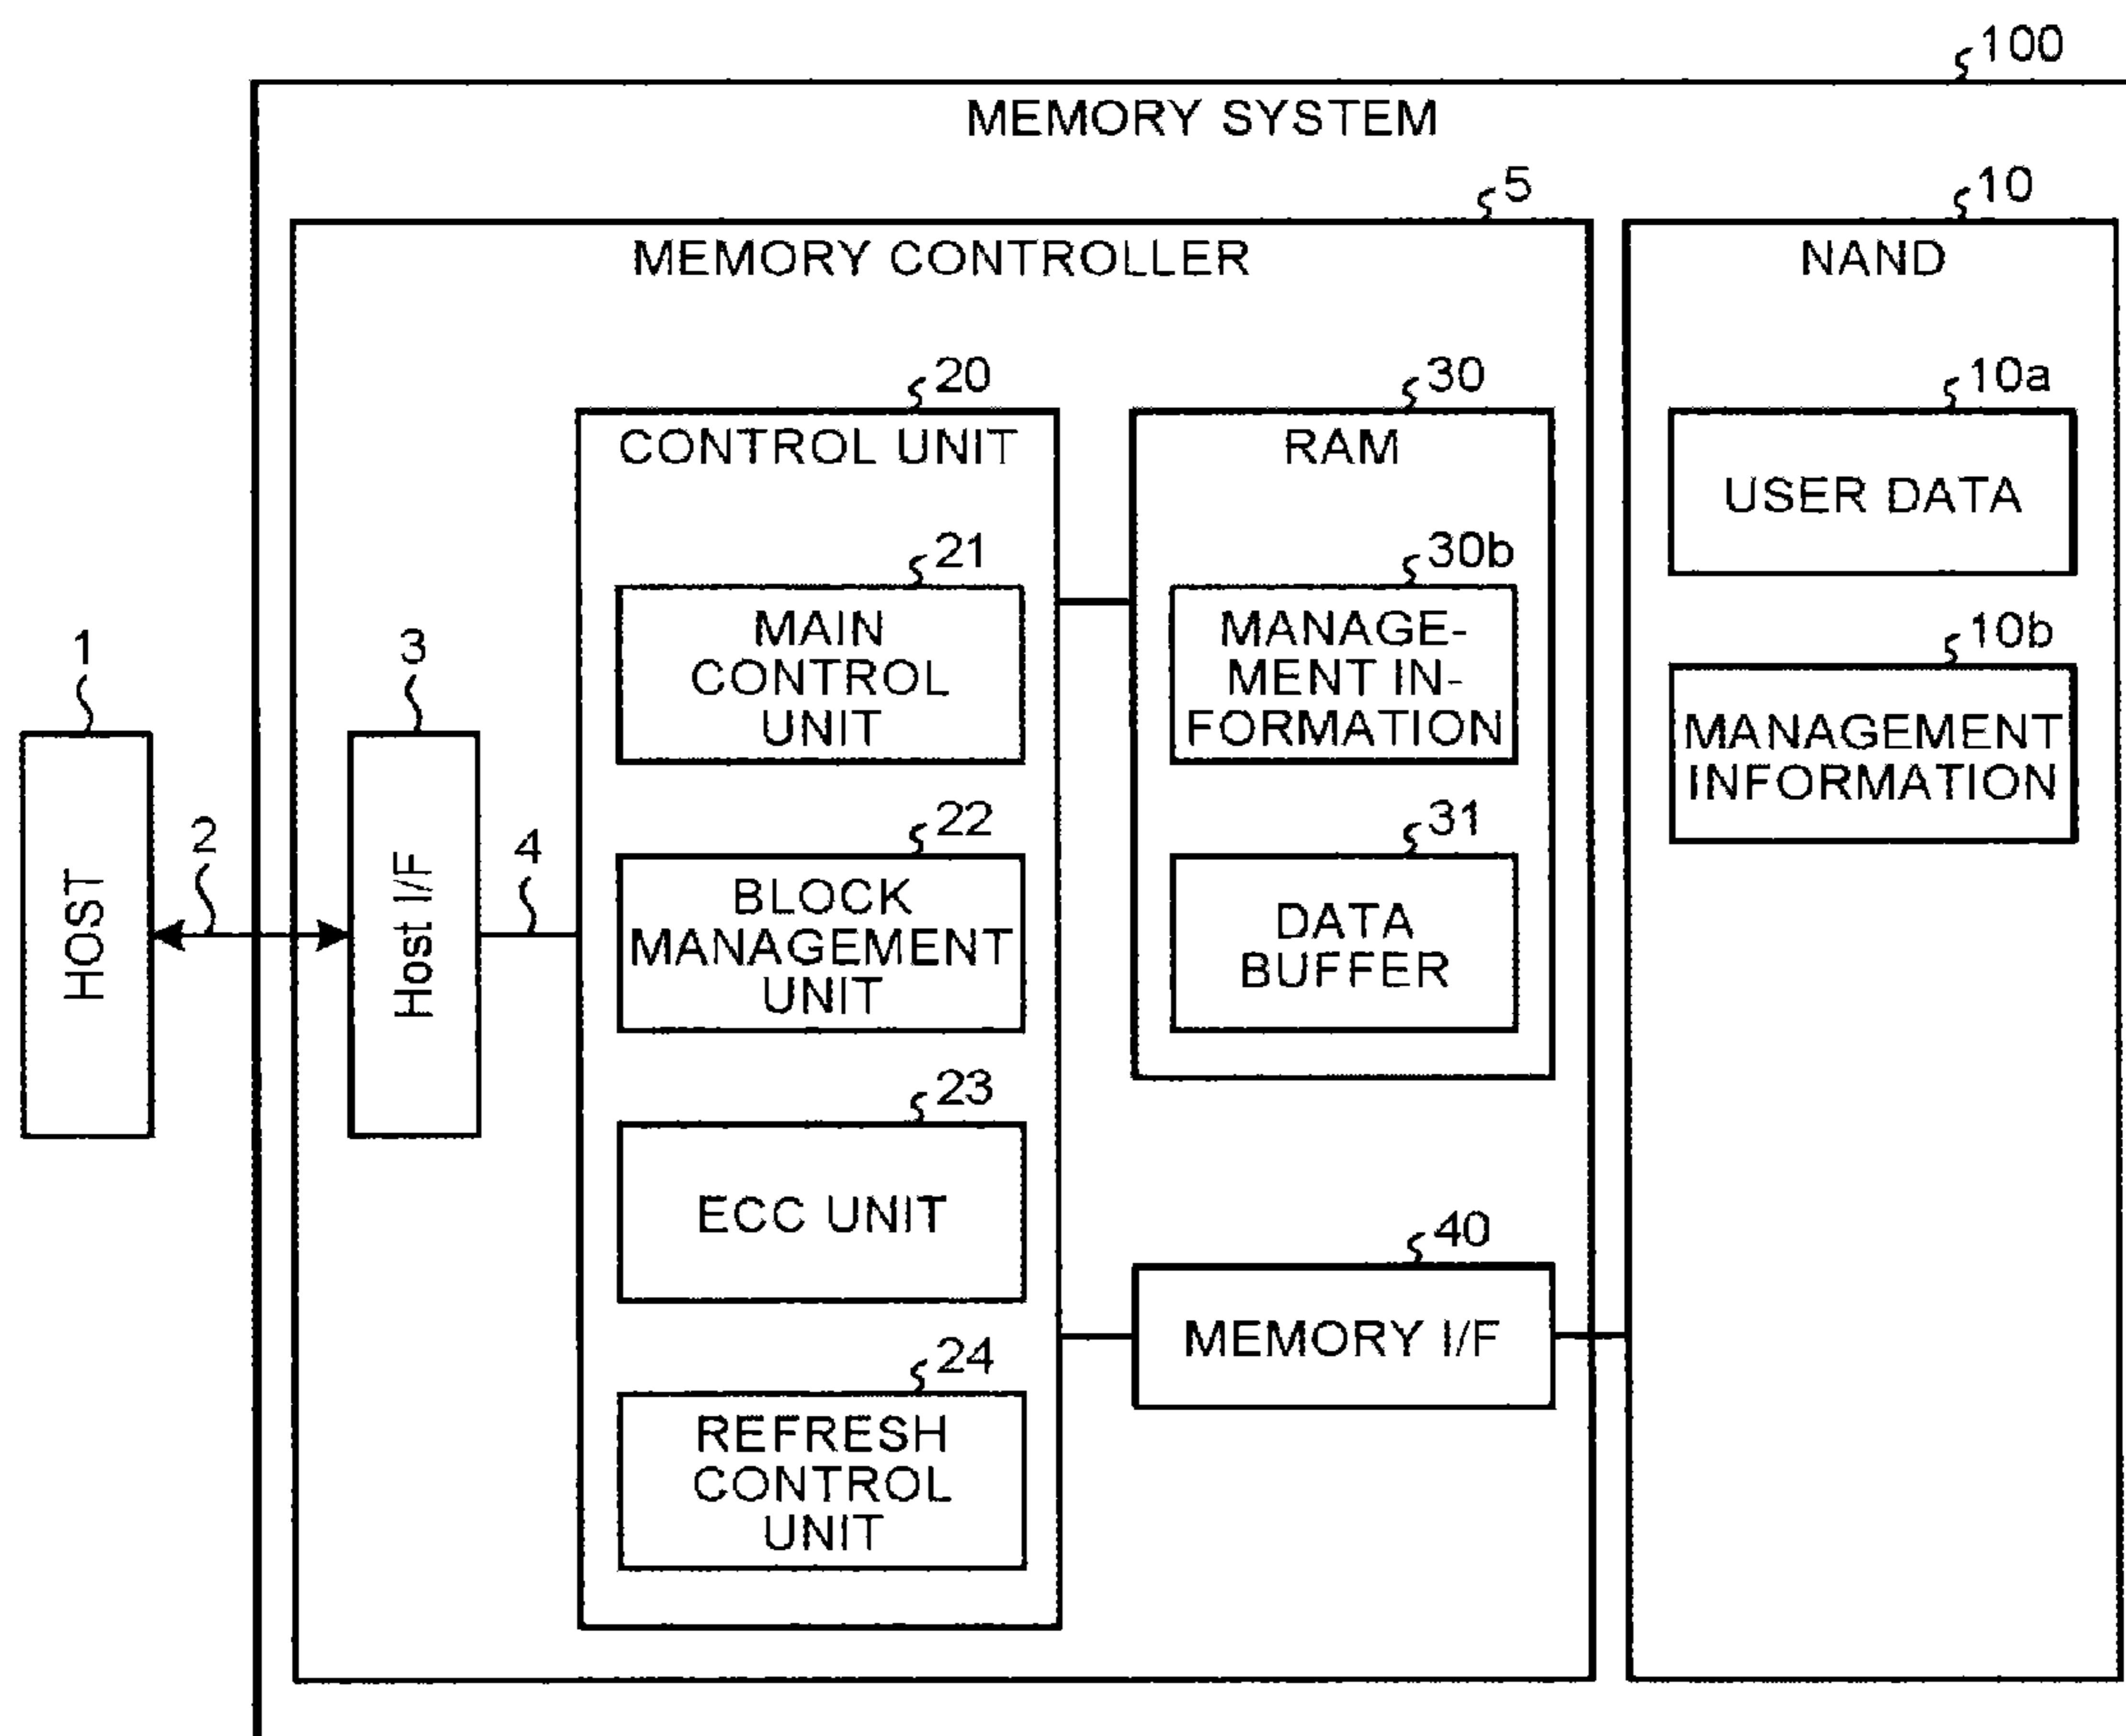 100
MEMORY SYSTEM
5
10
MEMORY CONTROLLER
NAND
20
30
10a
CONTROL UNIT
RAM
USER DATA
21
30b
10b
MAIN
CONTROL
UNIT
MANAGE-
MENT IN-
FORMATION
MANAGEMENT
INFORMATION
1
3
2
4
HOST
Host I/F
22
31
BLOCK
MANAGEMENT
UNIT
DATA
BUFFER
23
ECC UNIT
40
MEMORY I/F
24
REFRESH
CONTROL
UNIT